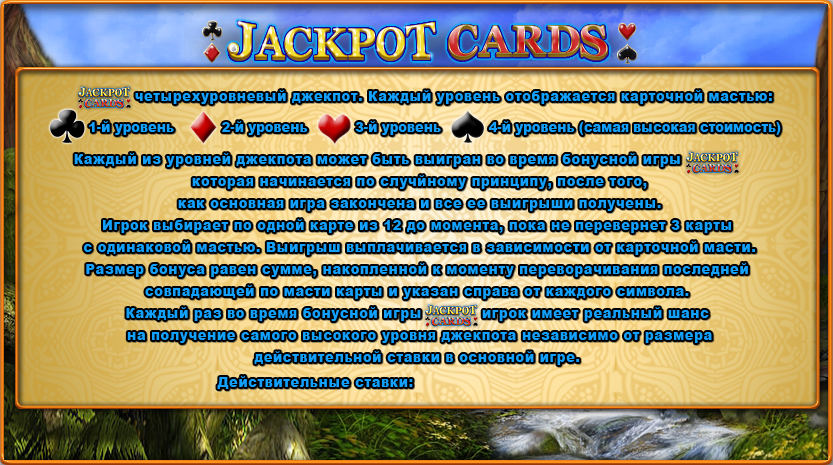 JACKPOT CARDS
JACKPOT CARDS четырехуровневый джекпот. Каждый уровень отображается карточной мастью:
1-й уровень 2-й уровень 3-й уровень 4-й уровень (самая высокая стоимость)
Каждый из уровней джекпота может быть выигран во время бонусной игры JACKPOT CARDS
которая начинается по случйному принципу, после того,
как основная игра закончена и все ее выигрыши получены.
Игрок выбирает по одной карте из 12 до момента, пока не перевернет 3 карты
с одинаковой мастью. Выигрыш выплачивается в зависимости от карточной масти.
Размер бонуса равен сумме, накопленной к моменту переворачивания последней
совпадающей по масти карты и указан справа от каждого символа.
Каждый раз во время бонусной игры JACKPOT CARDS игрок имеет реальный шанс
на получение самого высокого уровня джекпота независимо от размера
действительной ставки в основной игре.
Действительные ставки: